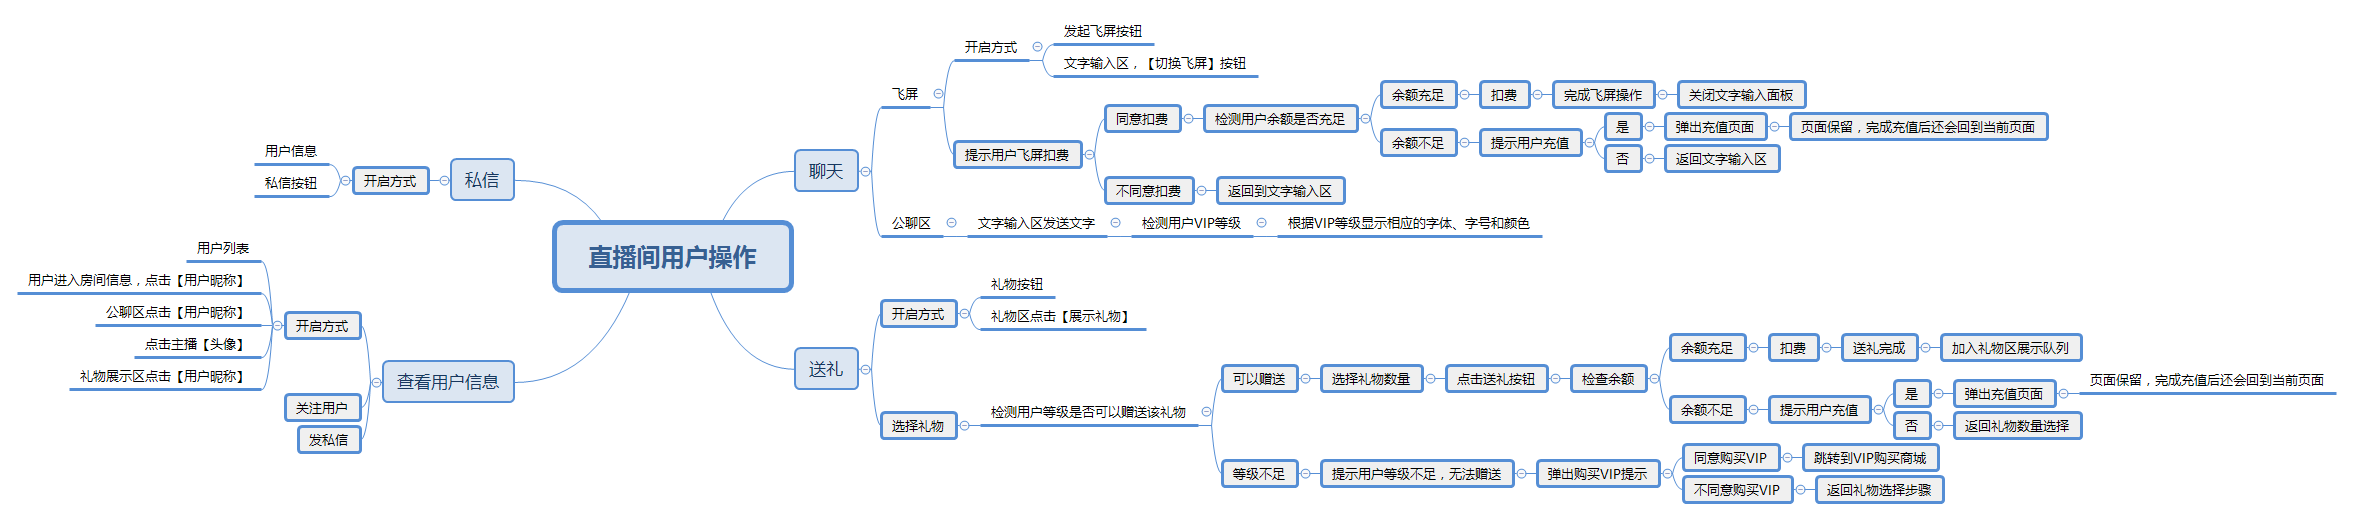 直播间用户操作
聊天
飞屏
开启方式
发起飞屏按钮
文字输入区，【切换飞屏】按钮
提示用户飞屏扣费
同意扣费
检测用户余额是否充足
余额充足
扣费
完成飞屏操作
关闭文字输入面板
余额不足
提示用户充值
是
弹出充值页面
页面保留，完成充值后还会回到当前页面
否
返回文字输入区
不同意扣费
返回到文字输入区
公聊区
文字输入区发送文字
检测用户VIP等级
根据VIP等级显示相应的字体、字号和颜色
送礼
开启方式
礼物按钮
礼物区点击【展示礼物】
选择礼物
检测用户等级是否可以赠送该礼物
可以赠送
选择礼物数量
点击送礼按钮
检查余额
余额充足
扣费
送礼完成
加入礼物区展示队列
余额不足
提示用户充值
是
弹出充值页面
页面保留，完成充值后还会回到当前页面
否
返回礼物数量选择
等级不足
提示用户等级不足，无法赠送
弹出购买VIP提示
同意购买VIP
跳转到VIP购买商城
不同意购买VIP
返回礼物选择步骤
私信
开启方式
用户信息
私信按钮
查看用户信息
开启方式
用户列表
用户进入房间信息，点击【用户昵称】
公聊区点击【用户昵称】
点击主播【头像】
礼物展示区点击【用户昵称】
关注用户
发私信